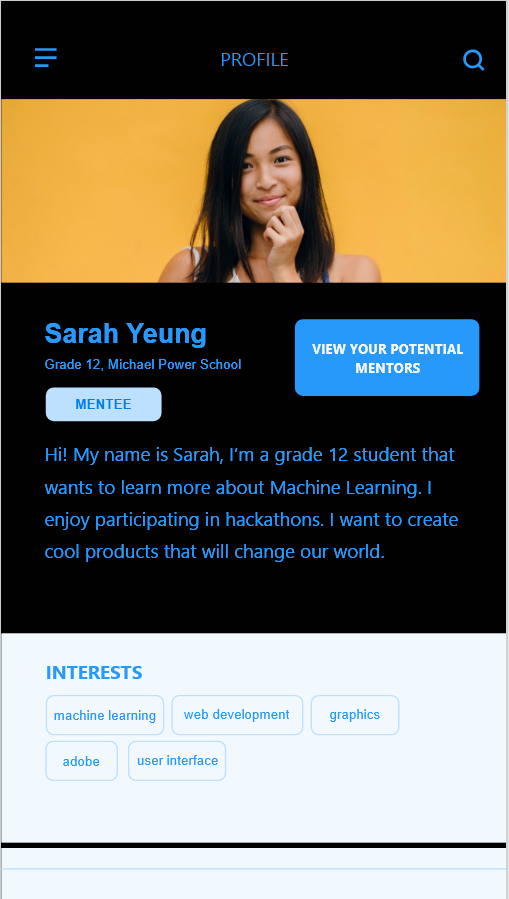 PROFILE
Sarah Yeung
Grade 12, Michael Power School
VIEW YOUR POTENTIAL
MENTORS
MENTEE
Hi! My name is Sarah, I'm a grade 12 student that
wants to learn more about Machine Learning. I
enjoy participating in hackathons. I want to create
cool products that will change our world.
INTERESTS
machine learning web development graphics
adobe user interface